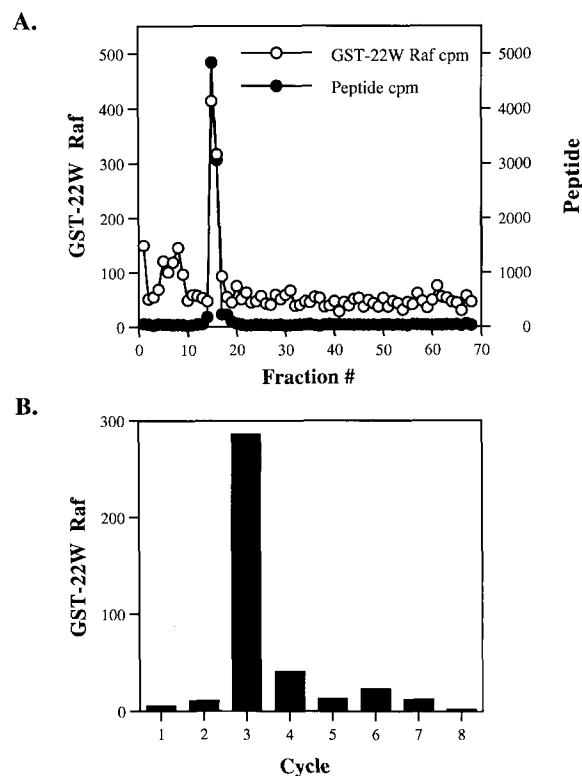 A.
GST-22W Raf cpm
Peptide cpm
GST-22W Raf
500
400
300
200
100
0
5000
4000
3000
2000
1000
0
Peptide
0 10 20 30 40 50 60 70
Fraction #
B.
GST-22W Raf
300
200
100
0
1 2 3 4 5 6 7 8
Cycle